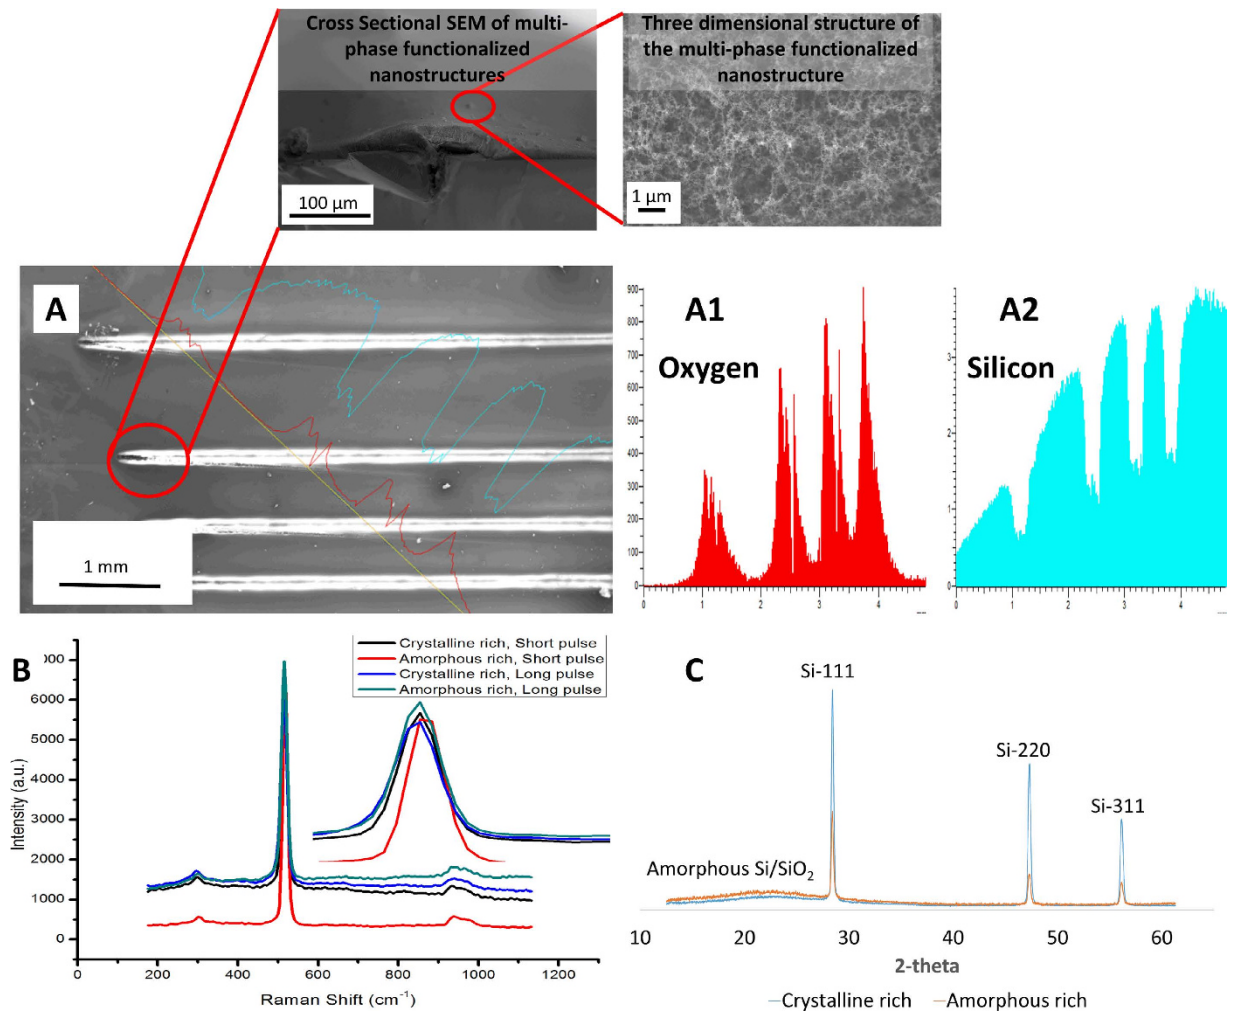 Cross Sectional SEM of multi-
phase functionalized
nanostructures
100 µm
Three dimensional structure of
the multi-phase functionalized
nanostructure
1 µm
A
1 mm
A1
Oxygen
900
800
700
600
500
400
300
200
100
0
0 1 2 3 4
A2
Silicon
3
2
1
0
0 1 2 3 4
B
Crystalline rich, Short pulse
Amorphous rich, Short pulse
Crystalline rich, Long pulse
Amorphous rich, Long pulse
6000
5000
4000
3000
2000
1000
0
Intensity (a.u.)
200 400 600 800 1000 1200
Raman Shift (cm⁻¹)
C
Si-111
Si-220
Si-311
Amorphous Si/SiO₂
10 20 30 40 50 60
2-theta
Crystalline rich Amorphous rich